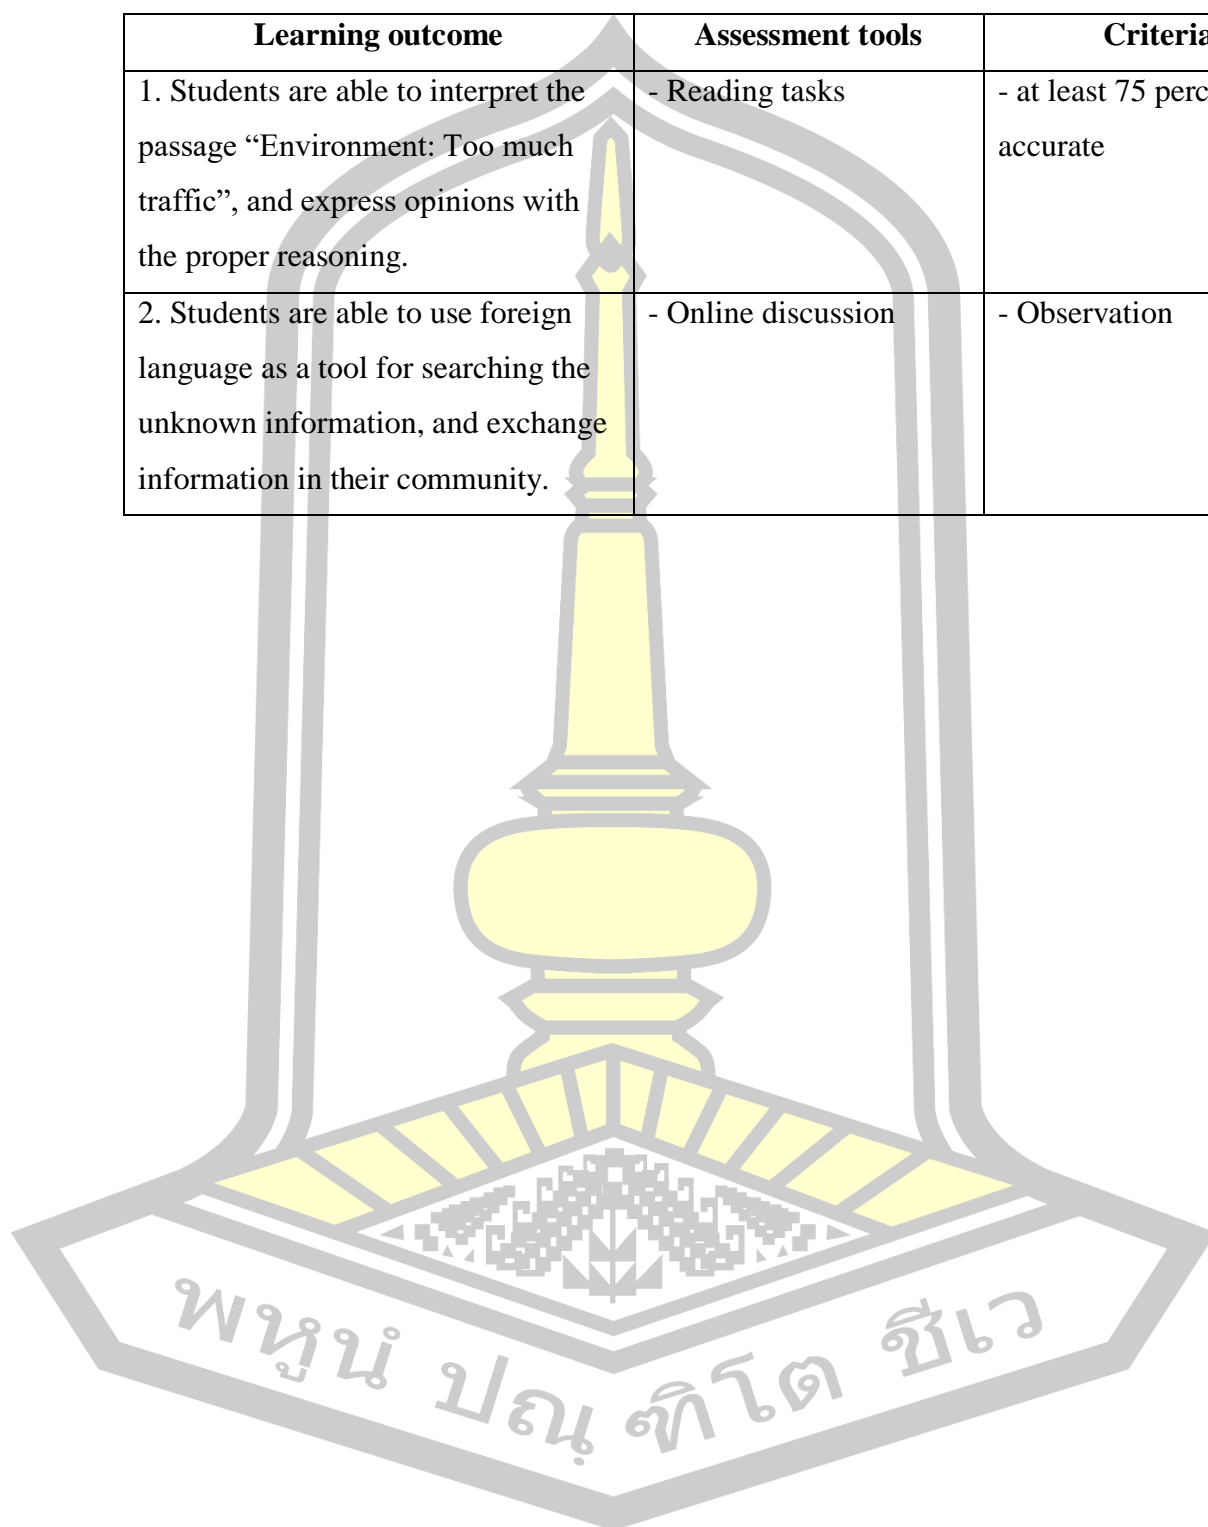 Learning outcome Assessment tools Criteria
1. Students are able to interpret the - Reading tasks - at least 75
passage “Environment: Too much accurate
traffic”, and express opinions with
the proper reasoning.
2. Students are able to use foreign - Online discussion - Observation
language as a tool for searching the
unknown information, and exchange
information in their community.
พหูนํ ปณฺฑิโต ชีเว